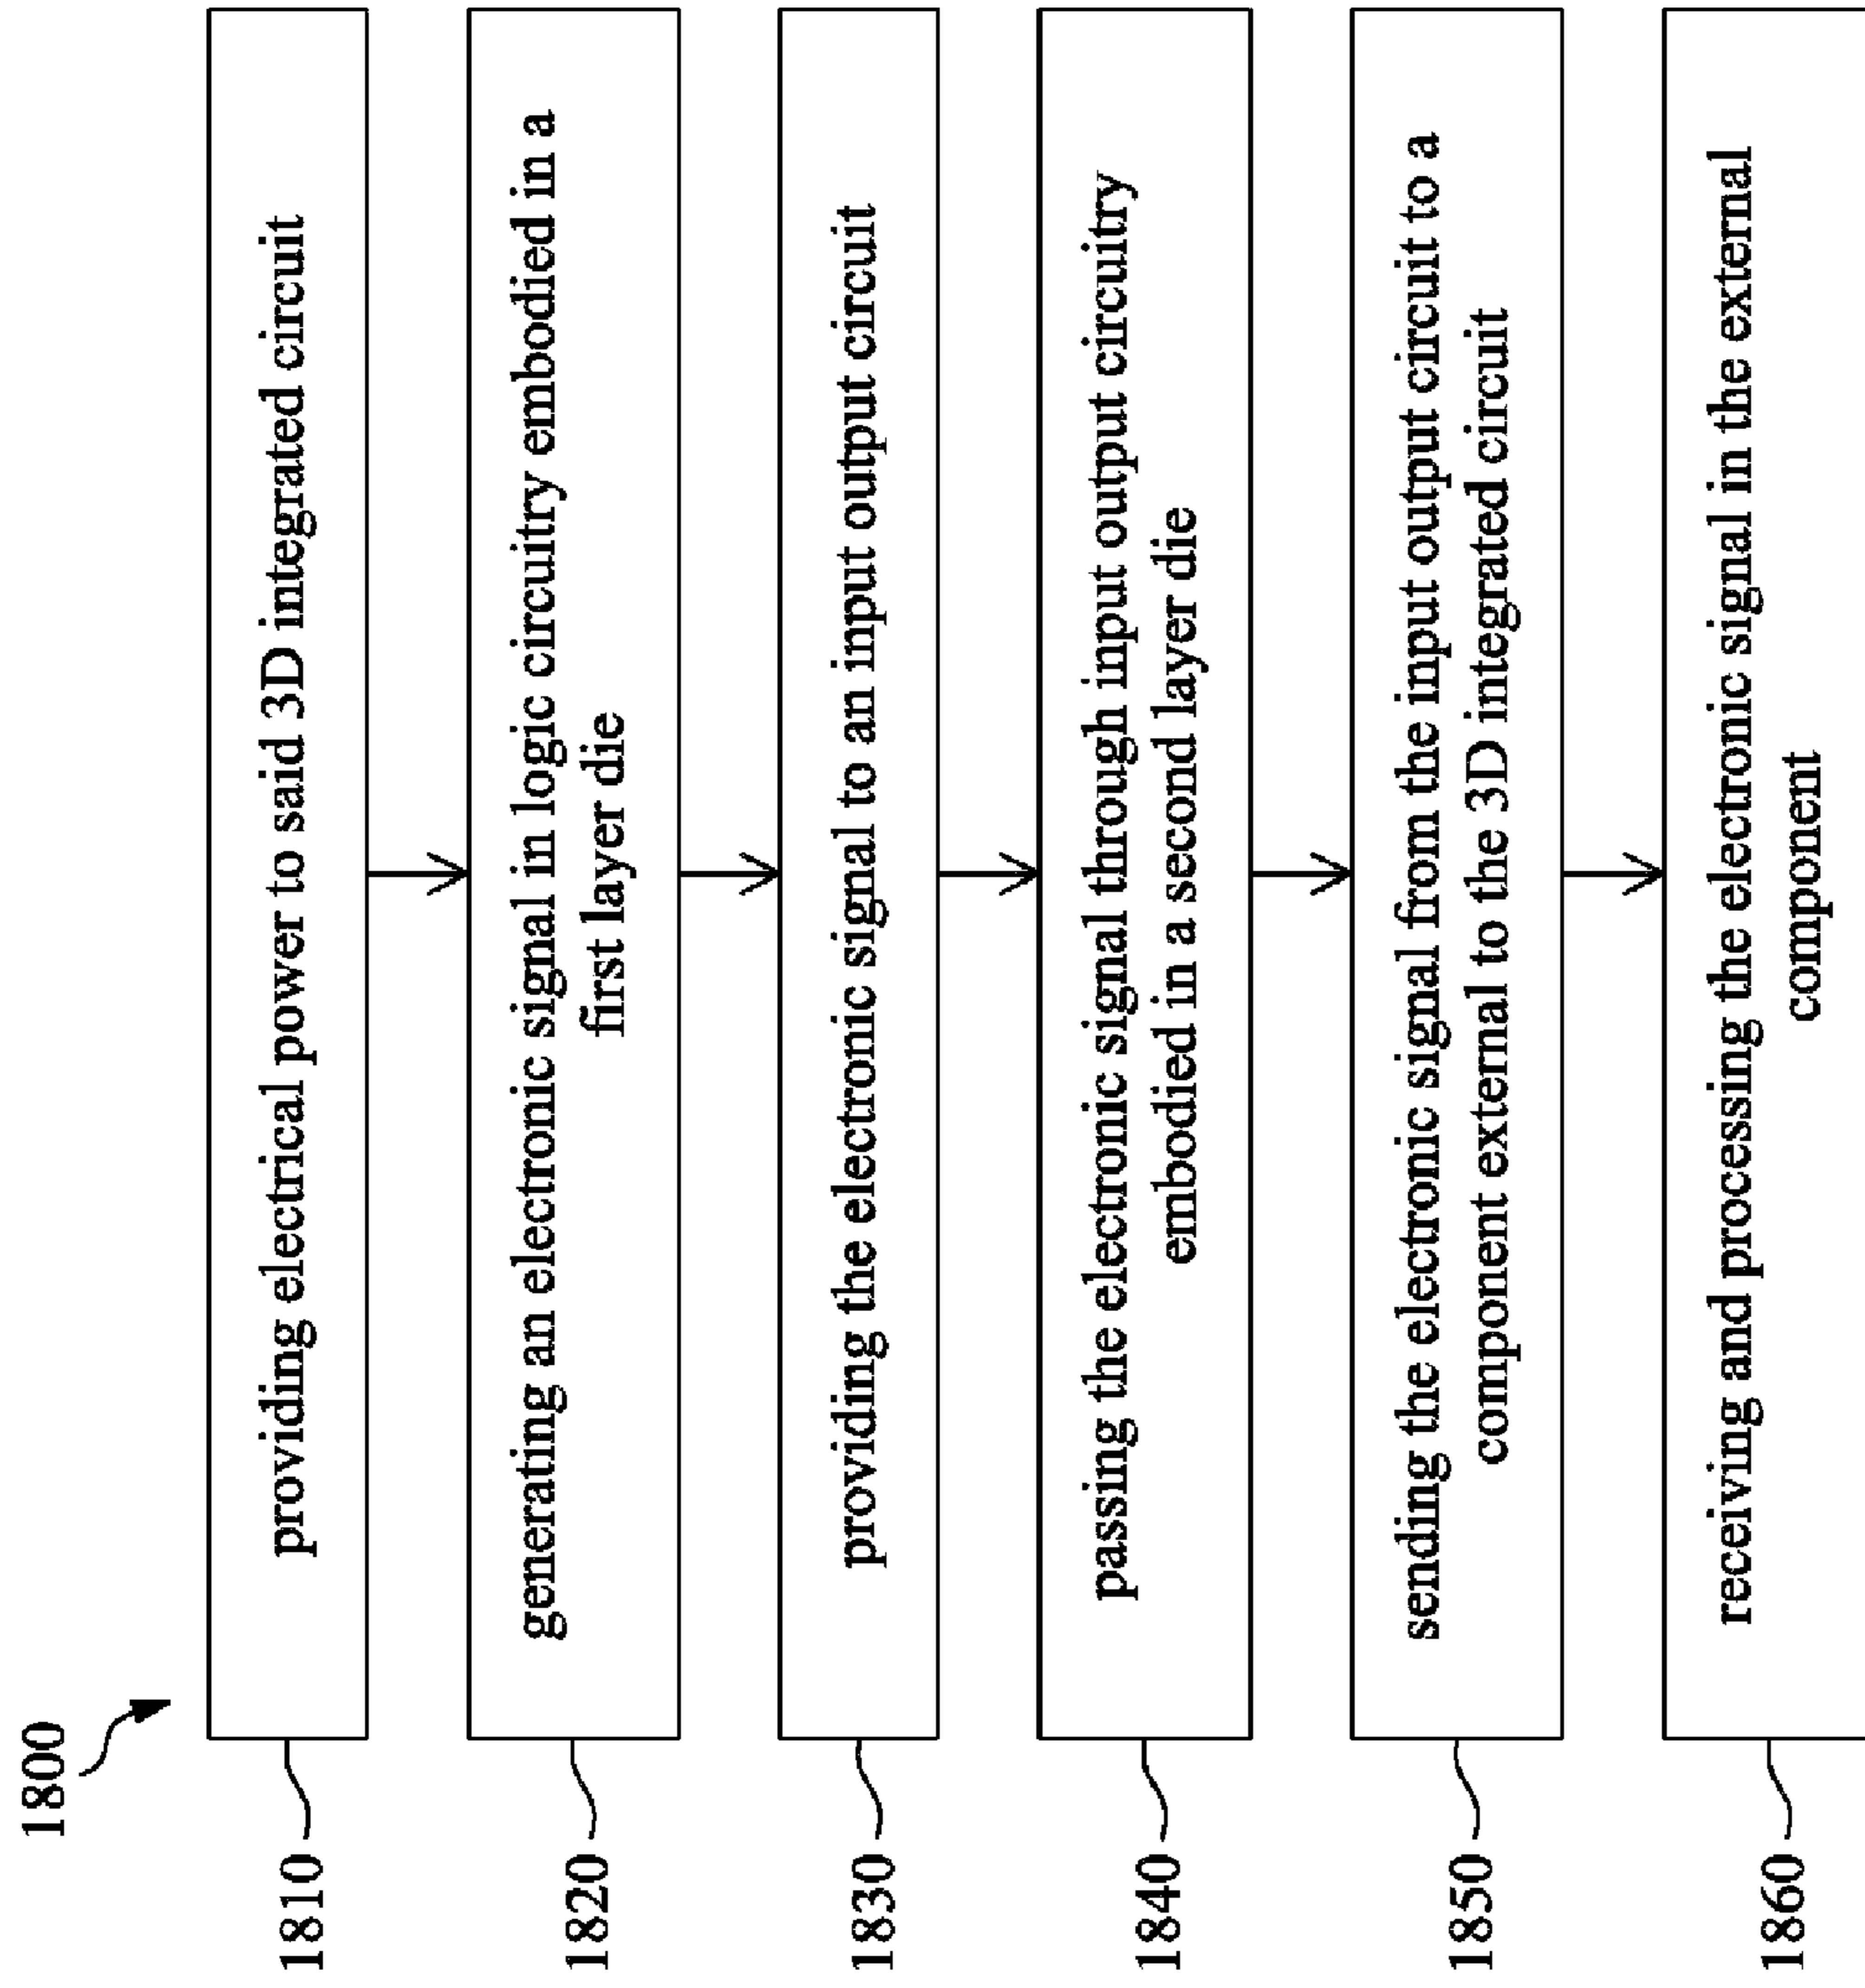 1800
1810
providing electrical power to said 3D integrated circuit
1820
generating an electronic signal in logic circuitry embodied in a
first layer die
1830
providing the electronic signal to an input output circuit
1840
passing the electronic signal through input output circuitry
embodied in a second layer die
1850
sending the electronic signal from the input output circuit to a
component external to the 3D integrated circuit
1860
receiving and processing the electronic signal in the external
component